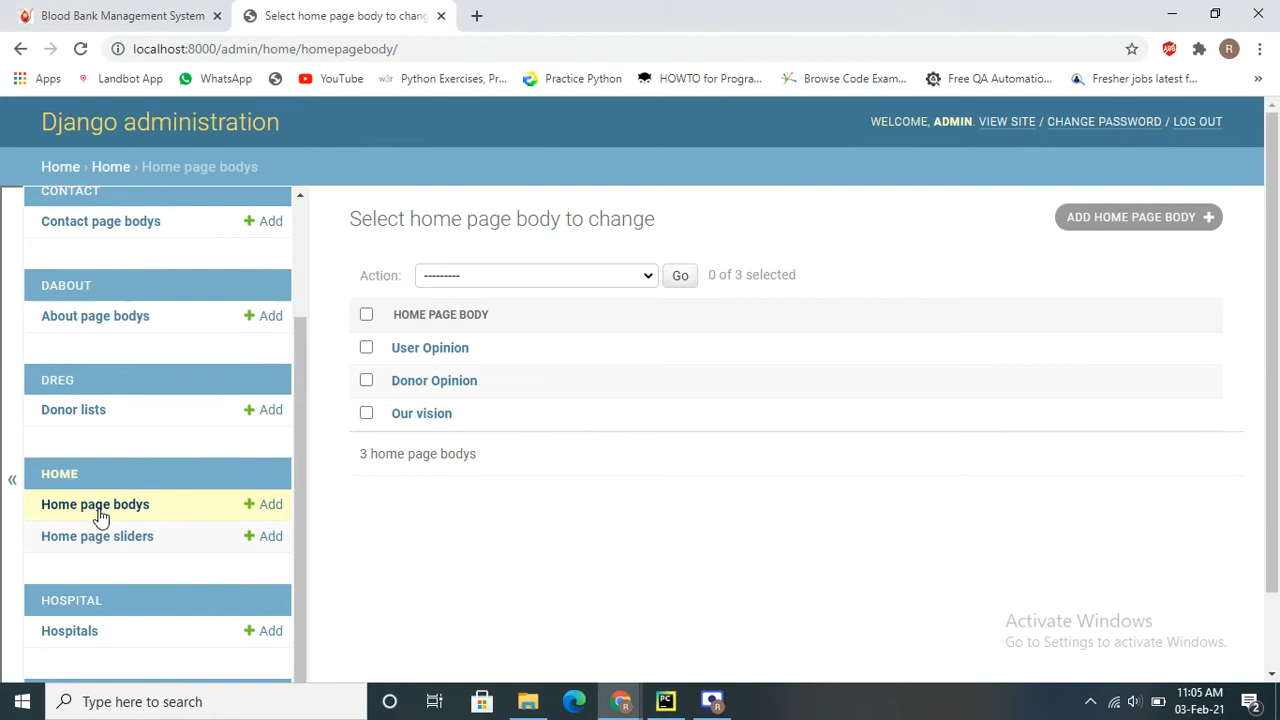 Blood Bank Management System
Select home page body to chang
localhost:8000/admin/home/homepagebody/
R
Apps Landbot App WhatsApp YouTube Python Exercises, Pr... Practice Python HOWTO for Progra... Browse Code Exam... Free QA Automatio... Fresher jobs latest f... »
Django administration
WELCOME, ADMIN. VIEW SITE / CHANGE PASSWORD / LOG OUT
Home › Home › Home page bodys
CONTACT
Contact page bodys + Add
DABOUT
About page bodys + Add
DREG
Donor lists + Add
HOME
Home page bodys + Add
Home page sliders + Add
HOSPITAL
Hospitals + Add
«
Select home page body to change
ADD HOME PAGE BODY +
Action: --------- Go 0 of 3 selected
HOME PAGE BODY
User Opinion
Donor Opinion
Our vision
3 home page bodys
Activate Windows
Go to Settings to activate Windows.
Type here to search
11:05 AM
03-Feb-21
2